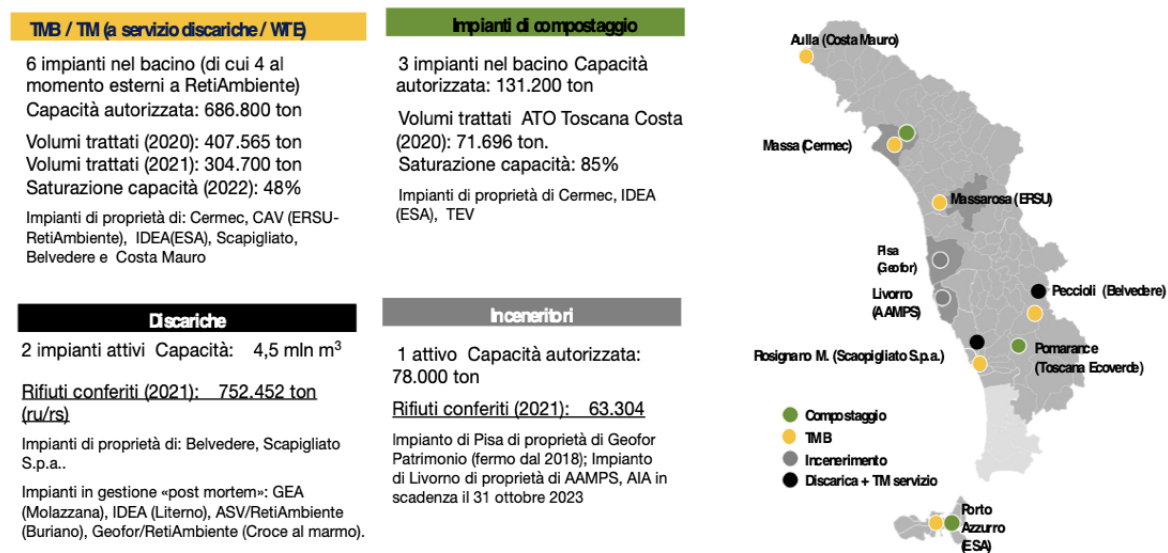 TMB / TM (a servizio discariche / WTE)
6 impianti nel bacino (di cui 4 al
momento esterni a RetiAmbiente)
Capacità autorizzata: 686.800 ton
Volumi trattati (2020): 407.565 ton
Volumi trattati (2021): 304.700 ton
Saturazione capacità (2022): 48%
Impianti di proprietà di: Cermec, CAV (ERSU-
RetiAmbiente), IDEA(ESA), Scapigliato,
Belvedere e Costa Mauro
Impianti di compostaggio
3 impianti nel bacino Capacità
autorizzata: 131.200 ton
Volumi trattati ATO Toscana Costa
(2020): 71.696 ton.
Saturazione capacità: 85%
Impianti di proprietà di Cermec, IDEA
(ESA), TEV
Discariche
2 impianti attivi Capacità: 4,5 mln m³
Rifiuti conferiti (2021): 752.452 ton
(ru/rs)
Impianti di proprietà di: Belvedere, Scapigliato
S.p.a..
Impianti in gestione «post mortem»: GEA
(Molazzana), IDEA (Literno), ASV/RetiAmbiente
(Buriano), Geofor/RetiAmbiente (Croce al marmo).
Inceneritori
1 attivo Capacità autorizzata:
78.000 ton
Rifiuti conferiti (2021): 63.304
Impianto di Pisa di proprietà di Geofor
Patrimonio (fermo dal 2018); Impianto
di Livorno di proprietà di AAMPS, AIA in
scadenza il 31 ottobre 2023
Aulla (Costa Mauro)
Massa (Cermec)
Massarosa (ERSU)
Pisa
(Geofor)
Livorno
(AAMPS)
Peccioli (Belvedere)
Rosignaro M. (Scaopigliato S.p.a.)
Pomarance
(Toscana Ecoverde)
Compostaggio
TMB
Incenerimento
Discarica + TM servizio
Porto
Azzurro
(ESA)